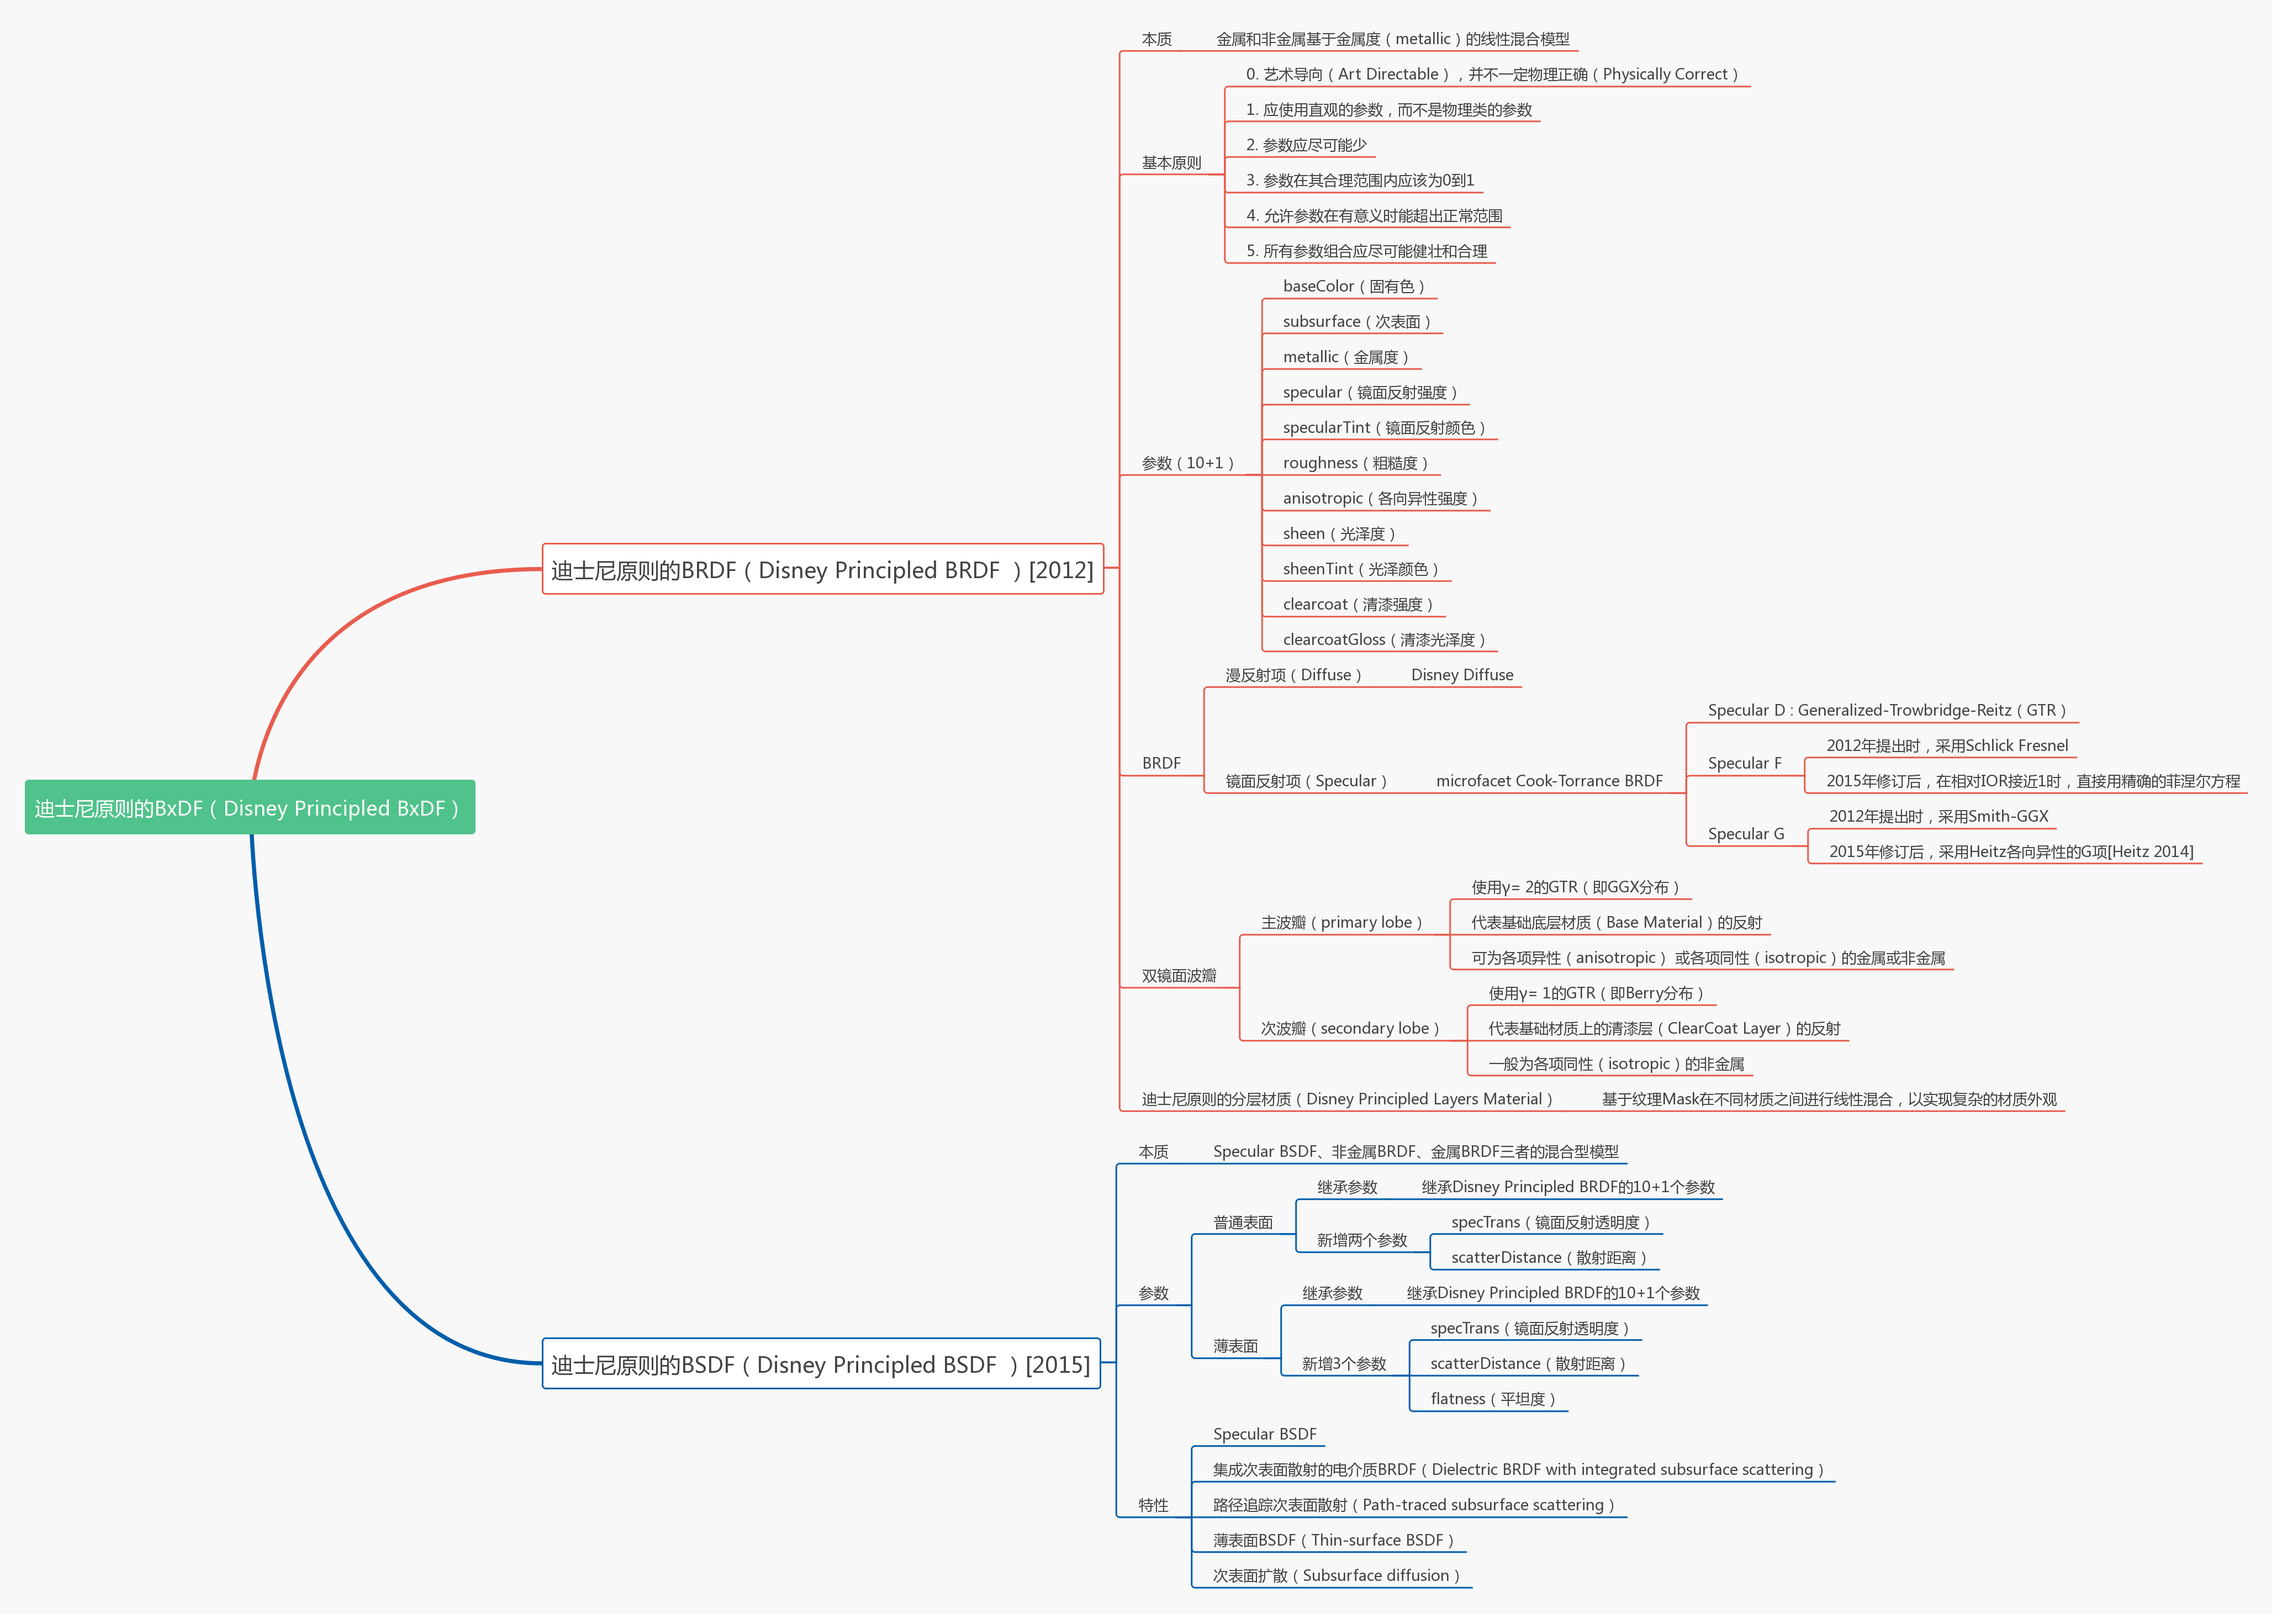 迪士尼原则的BxDF（Disney Principled BxDF）
迪士尼原则的BRDF（Disney Principled BRDF ）[2012]
本质
金属和非金属基于金属度（metallic）的线性混合模型
基本原则
0. 艺术导向（Art Directable），并不一定物理正确（Physically Correct）
1. 应使用直观的参数，而不是物理类的参数
2. 参数应尽可能少
3. 参数在其合理范围内应该为0到1
4. 允许参数在有意义时能超出正常范围
5. 所有参数组合应尽可能健壮和合理
参数（10+1）
baseColor（固有色）
subsurface（次表面）
metallic（金属度）
specular（镜面反射强度）
specularTint（镜面反射颜色）
roughness（粗糙度）
anisotropic（各向异性强度）
sheen（光泽度）
sheenTint（光泽颜色）
clearcoat（清漆强度）
clearcoatGloss（清漆光泽度）
BRDF
漫反射项（Diffuse）
Disney Diffuse
镜面反射项（Specular）
microfacet Cook-Torrance BRDF
Specular D : Generalized-Trowbridge-Reitz（GTR）
Specular F
2012年提出时，采用Schlick Fresnel
2015年修订后，在相对IOR接近1时，直接用精确的菲涅尔方程
Specular G
2012年提出时，采用Smith-GGX
2015年修订后，采用Heitz各向异性的G项[Heitz 2014]
双镜面波瓣
主波瓣（primary lobe）
使用γ= 2的GTR（即GGX分布）
代表基础底层材质（Base Material）的反射
可为各项异性（anisotropic） 或各项同性（isotropic）的金属或非金属
次波瓣（secondary lobe）
使用γ= 1的GTR（即Berry分布）
代表基础材质上的清漆层（ClearCoat Layer）的反射
一般为各项同性（isotropic）的非金属
迪士尼原则的分层材质（Disney Principled Layers Material）
基于纹理Mask在不同材质之间进行线性混合，以实现复杂的材质外观
迪士尼原则的BSDF（Disney Principled BSDF ）[2015]
本质
Specular BSDF、非金属BRDF、金属BRDF三者的混合型模型
参数
普通表面
继承参数
继承Disney Principled BRDF的10+1个参数
新增两个参数
specTrans（镜面反射透明度）
scatterDistance（散射距离）
薄表面
继承参数
继承Disney Principled BRDF的10+1个参数
新增3个参数
specTrans（镜面反射透明度）
scatterDistance（散射距离）
flatness（平坦度）
特性
Specular BSDF
集成次表面散射的电介质BRDF（Dielectric BRDF with integrated subsurface scattering）
路径追踪次表面散射（Path-traced subsurface scattering）
薄表面BSDF（Thin-surface BSDF）
次表面扩散（Subsurface diffusion）